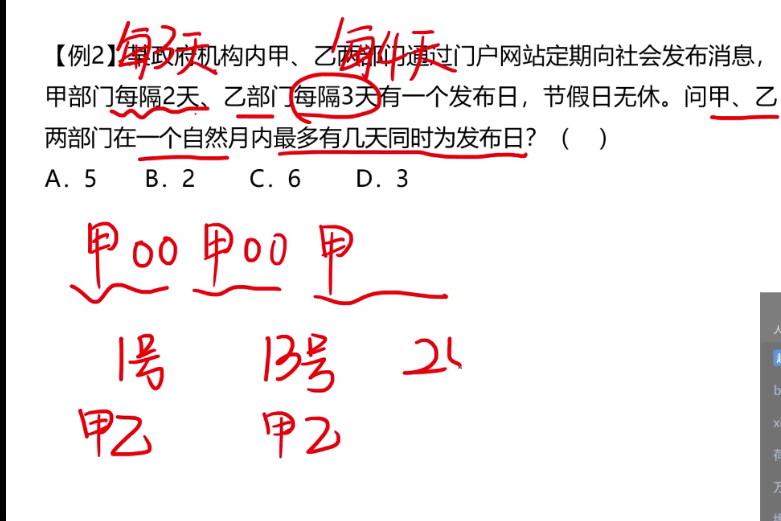 每3天 每4天
【例2】某政府机构内甲、乙两部门通过门户网站定期向社会发布消息，
甲部门每隔2天、乙部门每隔3天有一个发布日，节假日无休。问甲、乙
两部门在一个自然月内最多有几天同时为发布日？（ ）
A. 5 B. 2 C. 6 D. 3
甲00 甲00 甲
1号 13号 2
甲乙 甲乙